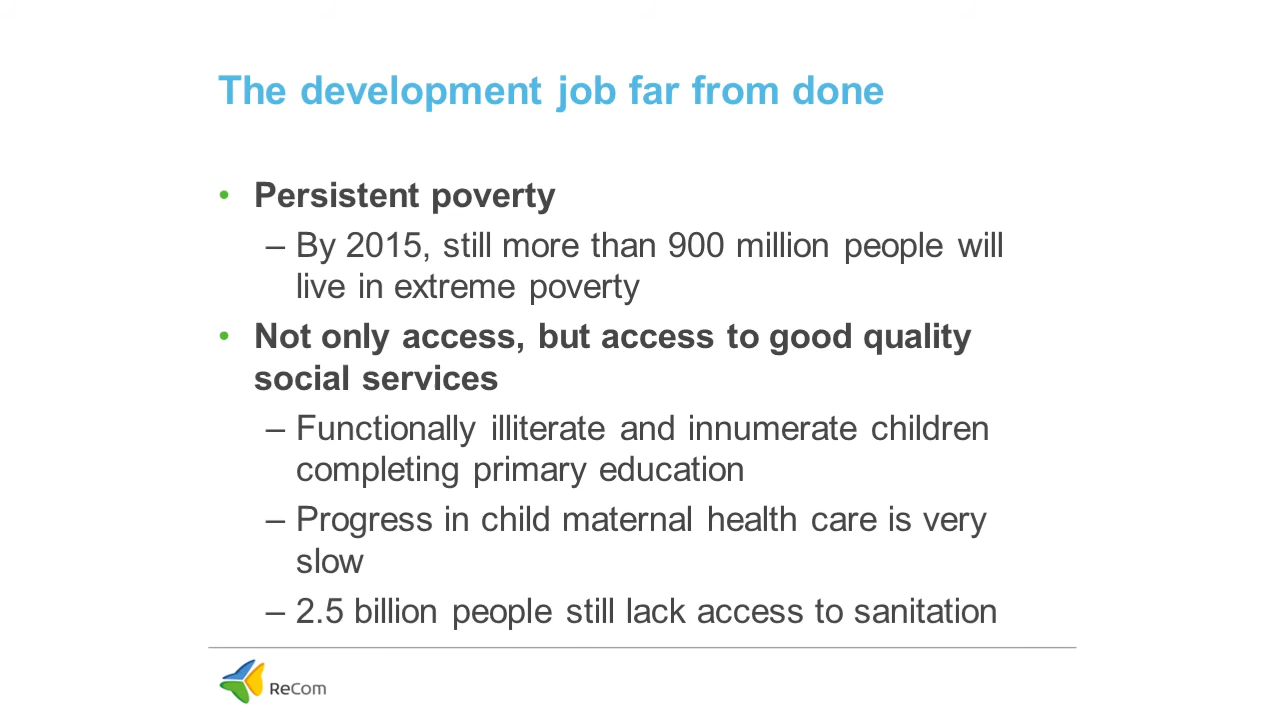 The development job far from done
• Persistent poverty
– By 2015, still more than 900 million people will
live in extreme poverty
• Not only access, but access to good quality
social services
– Functionally illiterate and innumerate children
completing primary education
– Progress in child maternal health care is very
slow
– 2.5 billion people still lack access to sanitation
ReCom